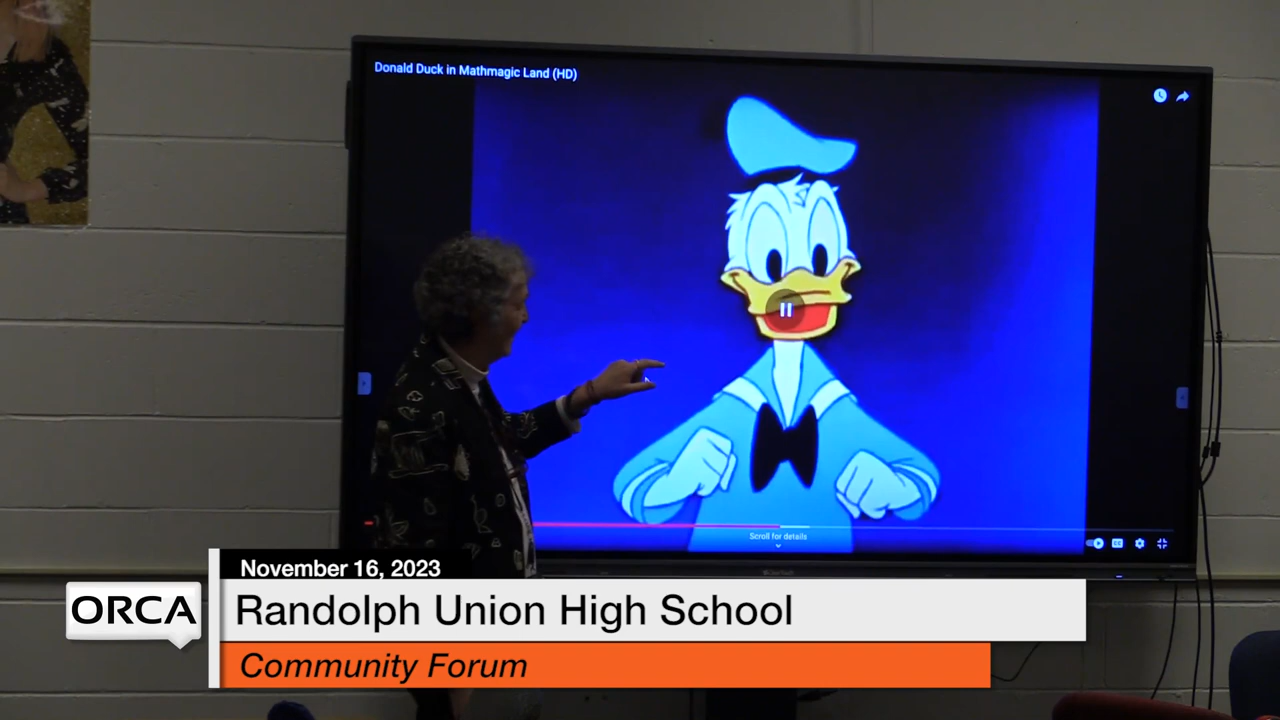 Donald Duck in Mathmagic Land (HD)
Scroll for details
November 16, 2023
ORCA
Randolph Union High School
Community Forum